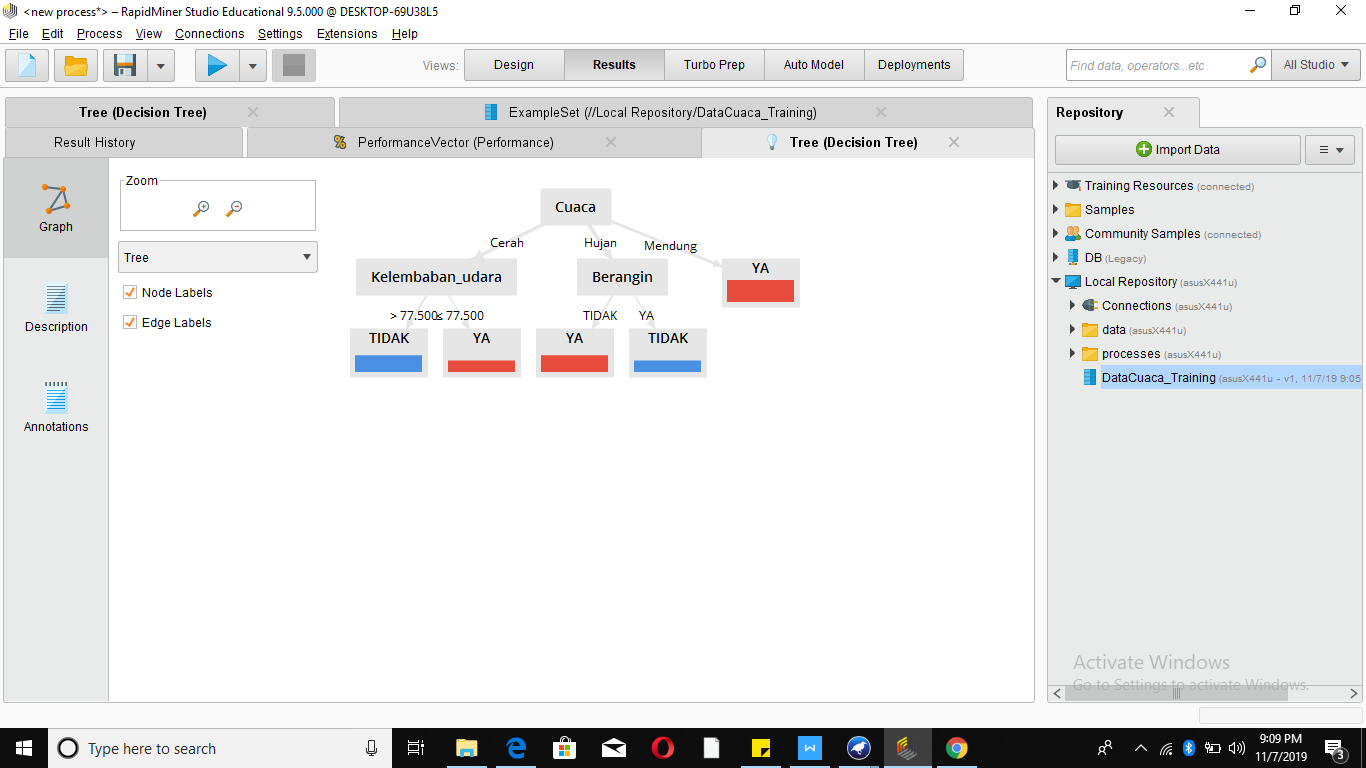 <new process*> – RapidMiner Studio Educational 9.5.000 @ DESKTOP-69U38L5
File Edit Process View Connections Settings Extensions Help
Views: Design Results Turbo Prep Auto Model Deployments
Find data, operators...etc
All Studio
Tree (Decision Tree)
ExampleSet (//Local Repository/DataCuaca_Training)
Result History
PerformanceVector (Performance)
Tree (Decision Tree)
Graph
Description
Annotations
Zoom
Tree
Node Labels
Edge Labels
Cuaca
Cerah Hujan Mendung
Kelembaban_udara Berangin YA
> 77.500 ≤ 77.500 TIDAK YA
TIDAK YA YA TIDAK
Repository
Import Data
Training Resources (connected)
Samples
Community Samples (connected)
DB (Legacy)
Local Repository (asusX441u)
Connections (asusX441u)
data (asusX441u)
processes (asusX441u)
DataCuaca_Training (asusX441u - v1, 11/7/19 9:05
Activate Windows
Go to Settings to activate Windows.
Type here to search
9:09 PM
11/7/2019
3